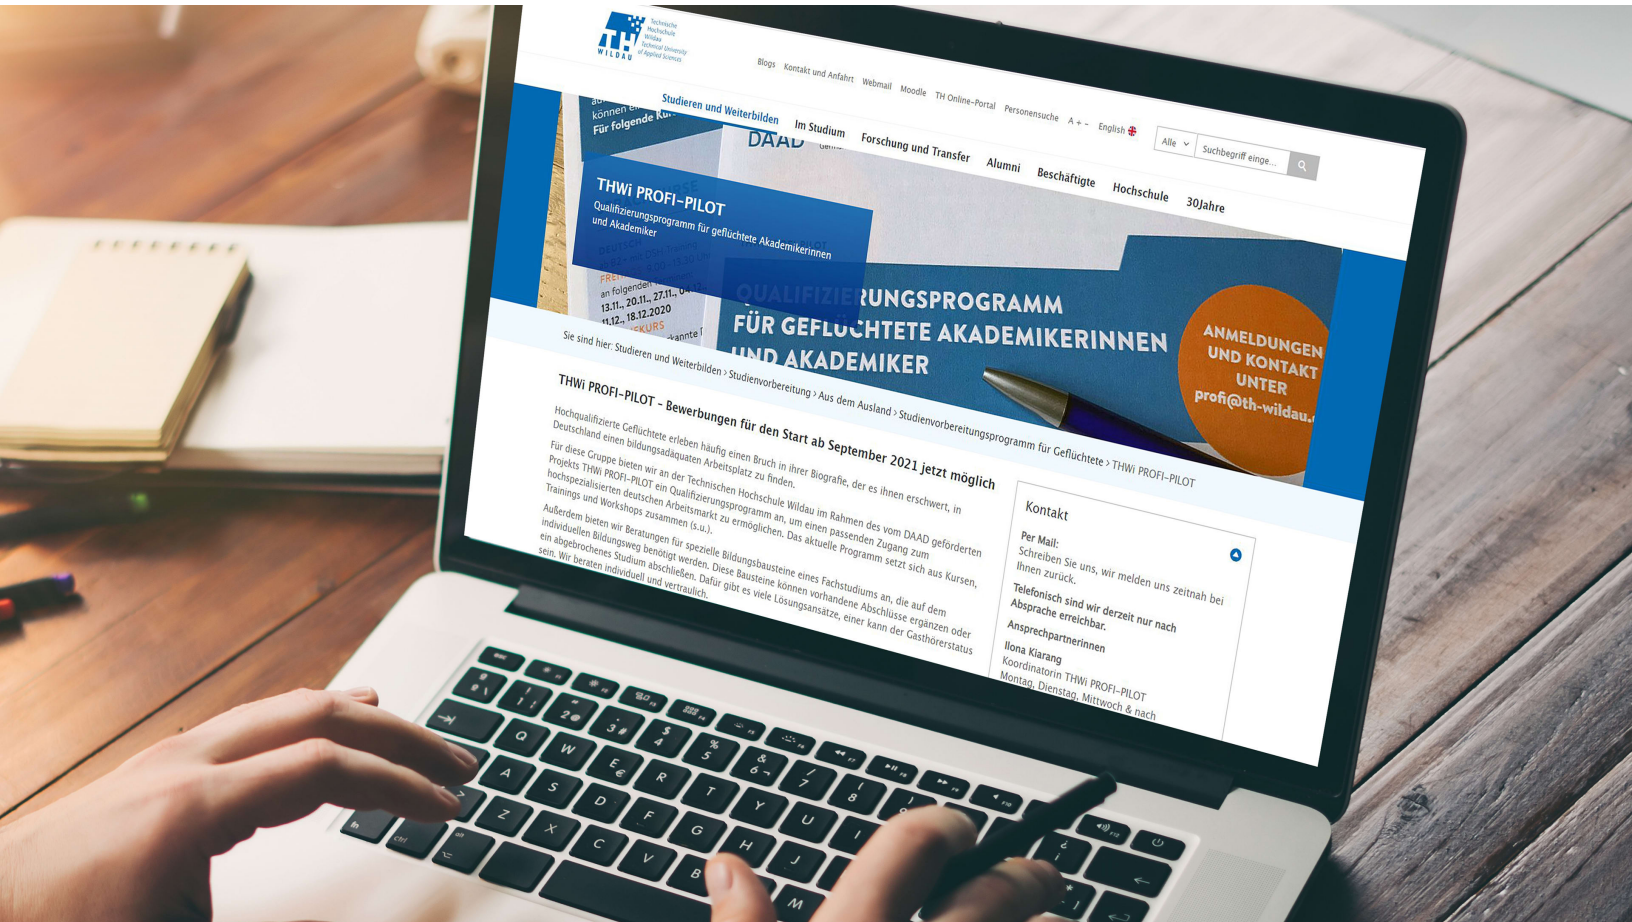 TH
WILDAU
Technische
Hochschule
Wildau
Technical University
of Applied Sciences
Blogs Kontakt und Anfahrt Webmail Moodle TH Online-Portal Personensuche A + - English
Alle Suchbegriff einge...
Studieren und Weiterbilden Im Studium Forschung und Transfer Alumni Beschäftigte Hochschule 30Jahre
können
Für folgende
DAAD
THWi PROFI-PILOT
Qualifizierungsprogramm für geflüchtete Akademikerinnen
und Akademiker
DEUTSCH
an folgenden
13.11., 20.11., 27.11.,
11.12., 18.12.2020
QUALIFIZIERUNGSPROGRAMM
FÜR GEFLÜCHTETE AKADEMIKERINNEN
UND AKADEMIKER
ANMELDUNGEN
UND KONTAKT
UNTER
profi@th-wildau.
Sie sind hier: Studieren und Weiterbilden > Studienvorbereitung > Aus dem Ausland > Studienvorbereitungsprogramm für Geflüchtete > THWi PROFI-PILOT
THWi PROFI-PILOT - Bewerbungen für den Start ab September 2021 jetzt möglich
Hochqualifizierte Geflüchtete erleben häufig einen Bruch in ihrer Biografie, der es ihnen erschwert, in
Deutschland einen bildungsadäquaten Arbeitsplatz zu finden.
Für diese Gruppe bieten wir an der Technischen Hochschule Wildau im Rahmen des vom DAAD geförderten
Projekts THWi PROFI-PILOT ein Qualifizierungsprogramm an, um einen passenden Zugang zum
hochspezialisierten deutschen Arbeitsmarkt zu ermöglichen. Das aktuelle Programm setzt sich aus Kursen,
Trainings und Workshops zusammen (s.u.).
Außerdem bieten wir Beratungen für spezielle Bildungsbausteine eines Fachstudiums an, die auf dem
individuellen Bildungsweg benötigt werden. Diese Bausteine können vorhandene Abschlüsse ergänzen oder
ein abgebrochenes Studium abschließen. Dafür gibt es viele Lösungsansätze, einer kann der Gasthörerstatus
sein. Wir beraten individuell und vertraulich.
Kontakt
Per Mail:
Schreiben Sie uns, wir melden uns zeitnah bei
Ihnen zurück.
Telefonisch sind wir derzeit nur nach
Absprache erreichbar.
Ansprechpartnerinnen
Ilona Kiarang
Koordinatorin THWi PROFI-PILOT
Montag, Dienstag, Mittwoch & nach
esc
Q W E € R T Y U I
A S D F G H J
Z X C V B M
fn ctrl alt